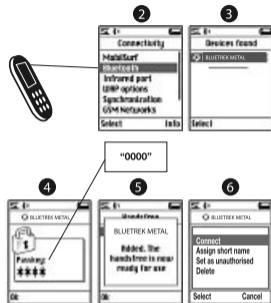 2
3
Connectivity
MobilSurf
Bluetooth
Infrared port
WAP options
Synchronization
GSM Networks
Select Info
Devices found
BLUETREK METAL
Select
"0000"
4
5
6
BLUETREK METAL
Passkey:
****
Ok
Handsfree
BLUETREK METAL
Added. The
handsfree is now
ready for use
Ok
BLUETREK METAL
Connect
Assign short name
Set as unauthorised
Delete
Select Cancel